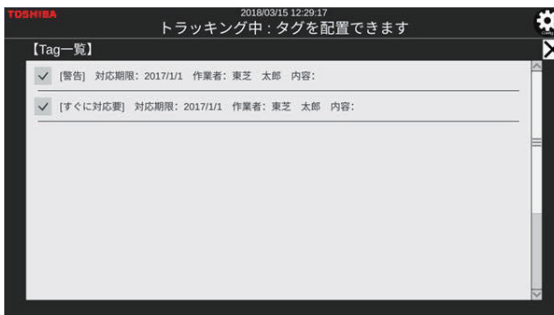 TOSHIBA
2018/03/15 12:29:17
トラッキング中 : タグを配置できます
【Tag一覧】
[警告] 対応期限: 2017/1/1 作業者: 東芝 太郎 内容:
[すぐに対応要] 対応期限: 2017/1/1 作業者: 東芝 太郎 内容: